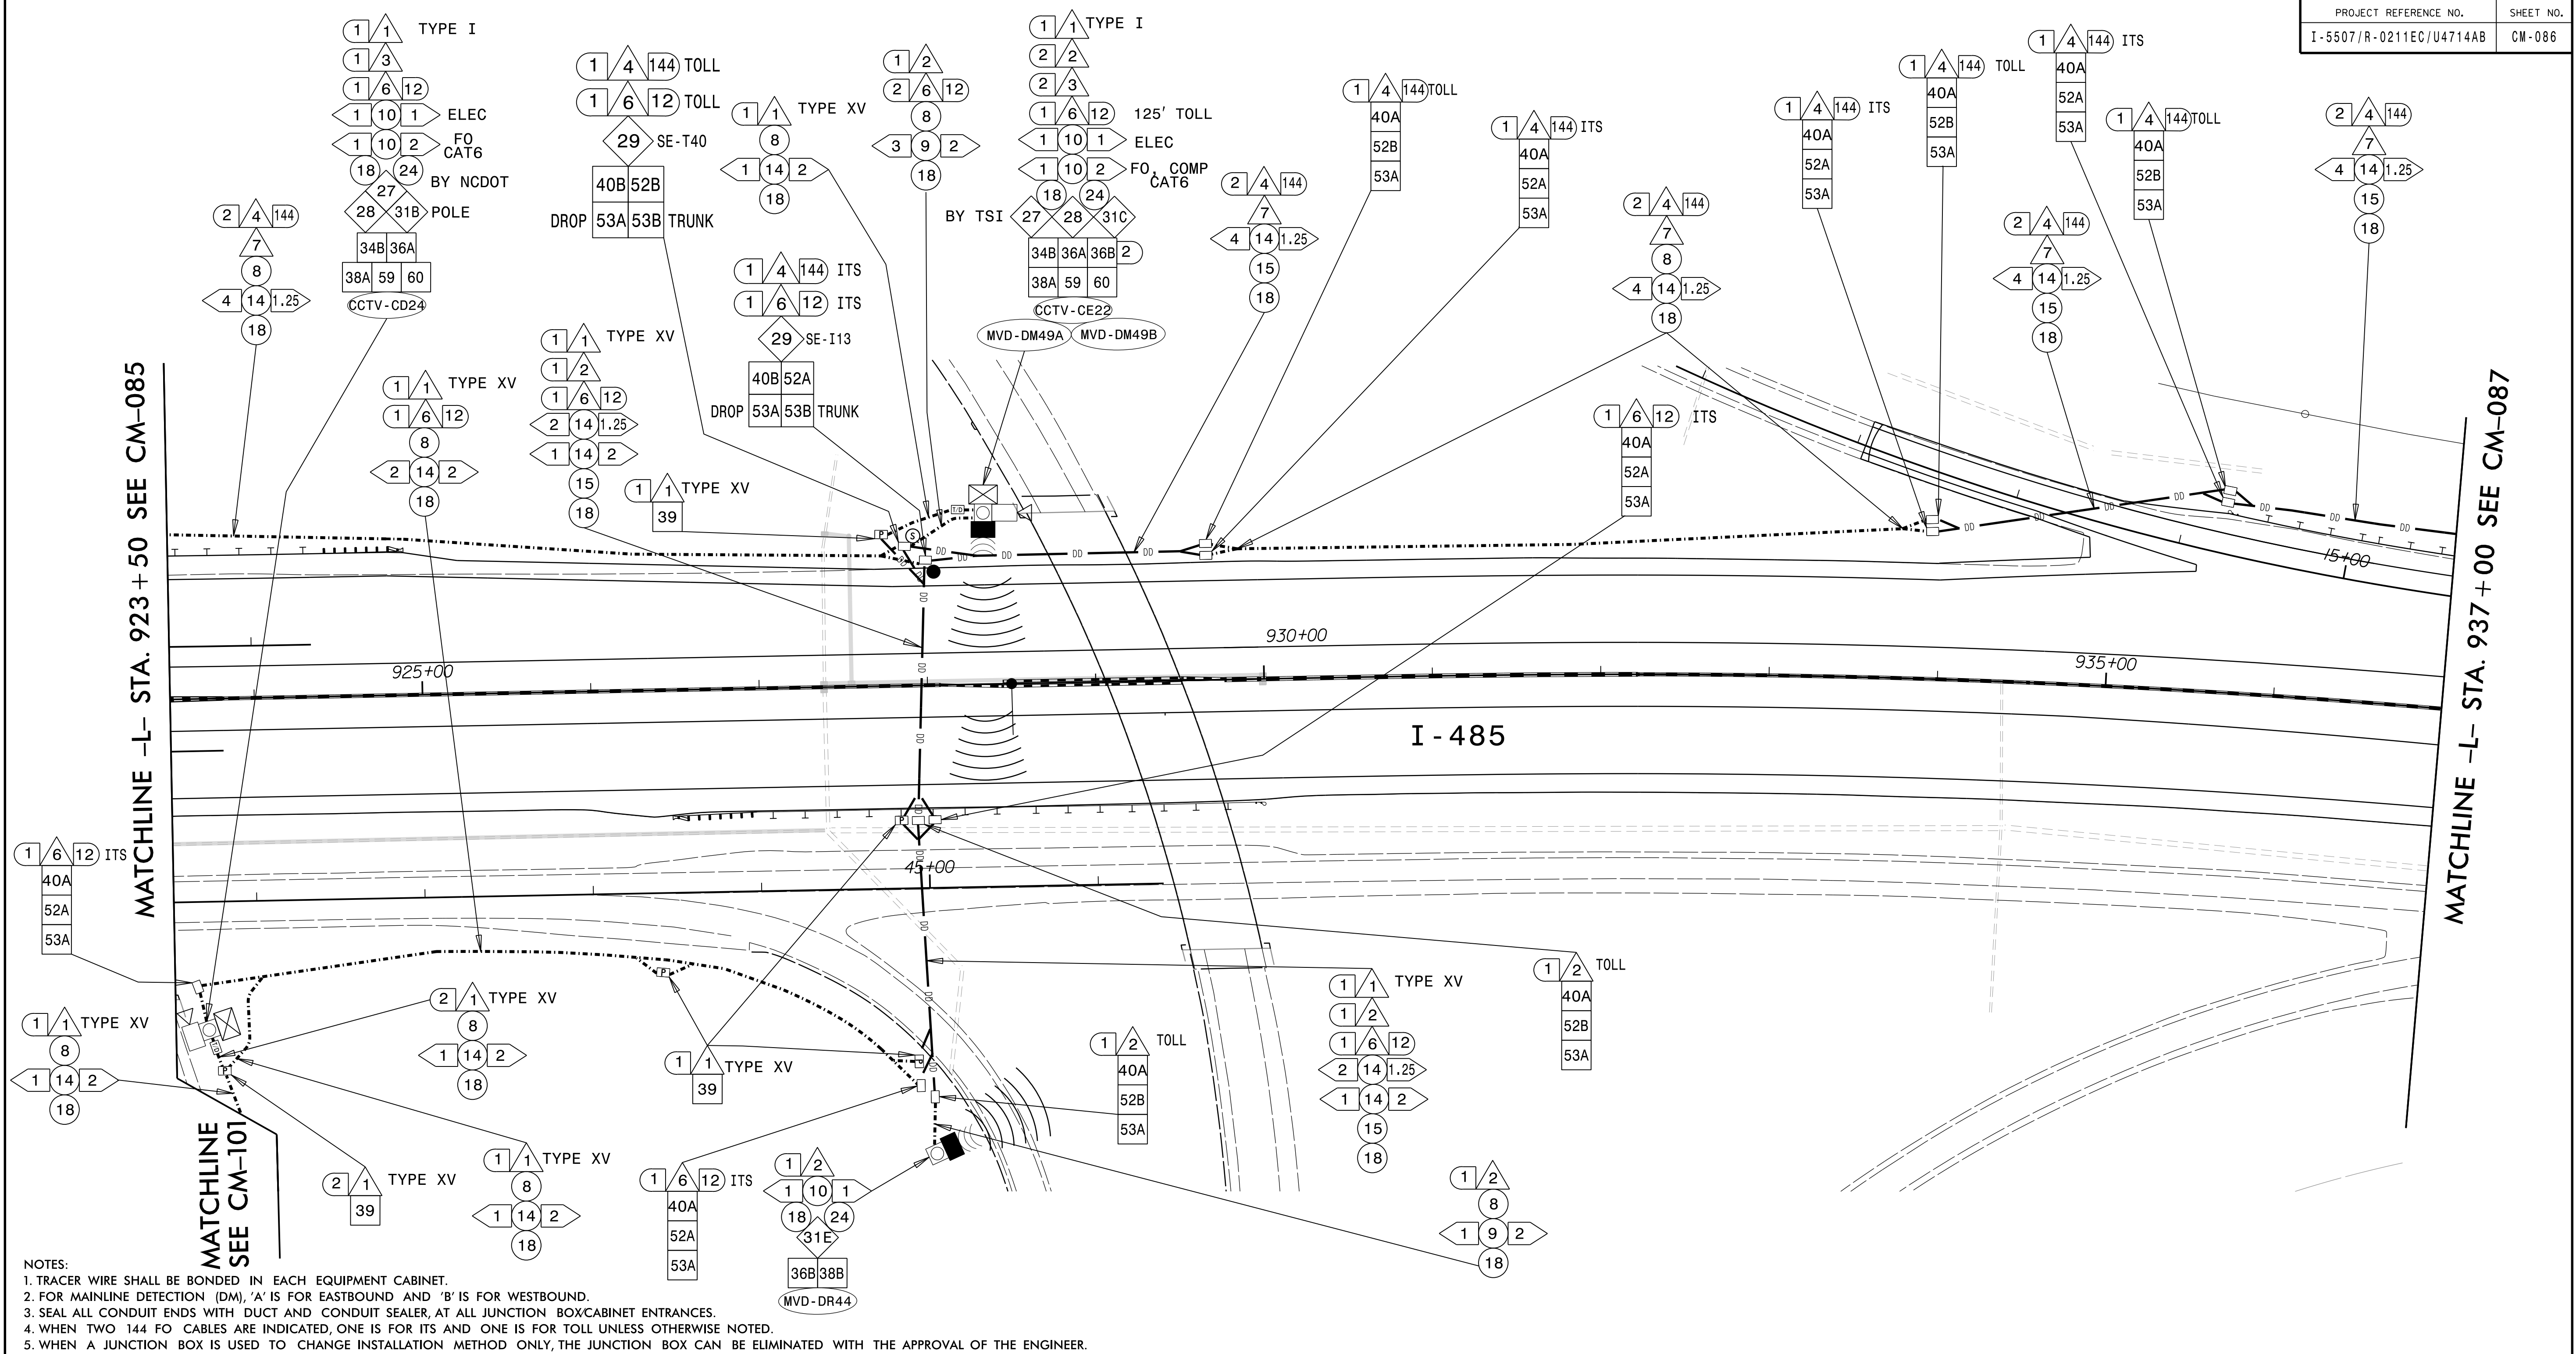 PROJECT REFERENCE NO. SHEET NO.
I-5507/R-0211EC/U4714AB CM-086
1 1 TYPE I
1 3
1 6 12
1 10 1 ELEC
1 10 2 FO CAT6
18 24
27 BY NCDOT
28 31B POLE
34B 36A
38A 59 60
CCTV-CD24
2 4 144
7
8
4 14 1.25
18
1 4 144 TOLL
1 6 12 TOLL
29 SE-T40
40B 52B
DROP 53A 53B TRUNK
1 1 TYPE XV
8
1 14 2
18
1 2
2 6 12
8
3 9 2
18
1 1 TYPE I
2 2
2 3
1 6 12 125' TOLL
1 10 1 ELEC
1 10 2 FO, COMP CAT6
18 24
BY TSI 27 28 31C
34B 36A 36B 2
38A 59 60
CCTV-CE22
MVD-DM49A MVD-DM49B
1 4 144 ITS
1 6 12 ITS
29 SE-I13
40B 52A
DROP 53A 53B TRUNK
2 4 144
7
4 14 1.25
15
18
1 4 144 TOLL
40A
52B
53A
1 4 144 ITS
40A
52A
53A
2 4 144
7
8
4 14 1.25
18
1 4 144 ITS
40A
52A
53A
1 4 144 TOLL
40A
52B
53A
1 4 144 ITS
40A
52A
53A
1 4 144 TOLL
40A
52B
53A
2 4 144
7
4 14 1.25
15
18
2 4 144
7
4 14 1.25
15
18
1 1 TYPE XV
1 6 12
8
2 14 2
18
1 1 TYPE XV
1 2
1 6 12
2 14 1.25
1 14 2
15
18
1 1 TYPE XV
39
1 6 12 ITS
40A
52A
53A
MATCHLINE -L- STA. 923+50 SEE CM-085
MATCHLINE -L- STA. 937+00 SEE CM-087
P
S
T/D
DD DD DD DD DD
DD DD DD DD DD DD
15+00
925+00
930+00
935+00
I-485
P
45+00
1 6 12 ITS
40A
52A
53A
1 1 TYPE XV
8
1 14 2
18
2 1 TYPE XV
8
1 14 2
18
P
T/D
P
P
1 1 TYPE XV
39
1 2 TOLL
40A
52B
53A
1 1 TYPE XV
1 2
1 6 12
2 14 1.25
1 14 2
15
18
1 2 TOLL
40A
52B
53A
MATCHLINE
SEE CM-101
2 1 TYPE XV
39
1 1 TYPE XV
8
1 14 2
18
1 6 12 ITS
40A
52A
53A
1 2
1 10 1
18 24
31E
36B 38B
MVD-DR44
1 2
8
1 9 2
18
NOTES:
1. TRACER WIRE SHALL BE BONDED IN EACH EQUIPMENT CABINET.
2. FOR MAINLINE DETECTION (DM), 'A' IS FOR EASTBOUND AND 'B' IS FOR WESTBOUND.
3. SEAL ALL CONDUIT ENDS WITH DUCT AND CONDUIT SEALER, AT ALL JUNCTION BOX/CABINET ENTRANCES.
4. WHEN TWO 144 FO CABLES ARE INDICATED, ONE IS FOR ITS AND ONE IS FOR TOLL UNLESS OTHERWISE NOTED.
5. WHEN A JUNCTION BOX IS USED TO CHANGE INSTALLATION METHOD ONLY, THE JUNCTION BOX CAN BE ELIMINATED WITH THE APPROVAL OF THE ENGINEER.